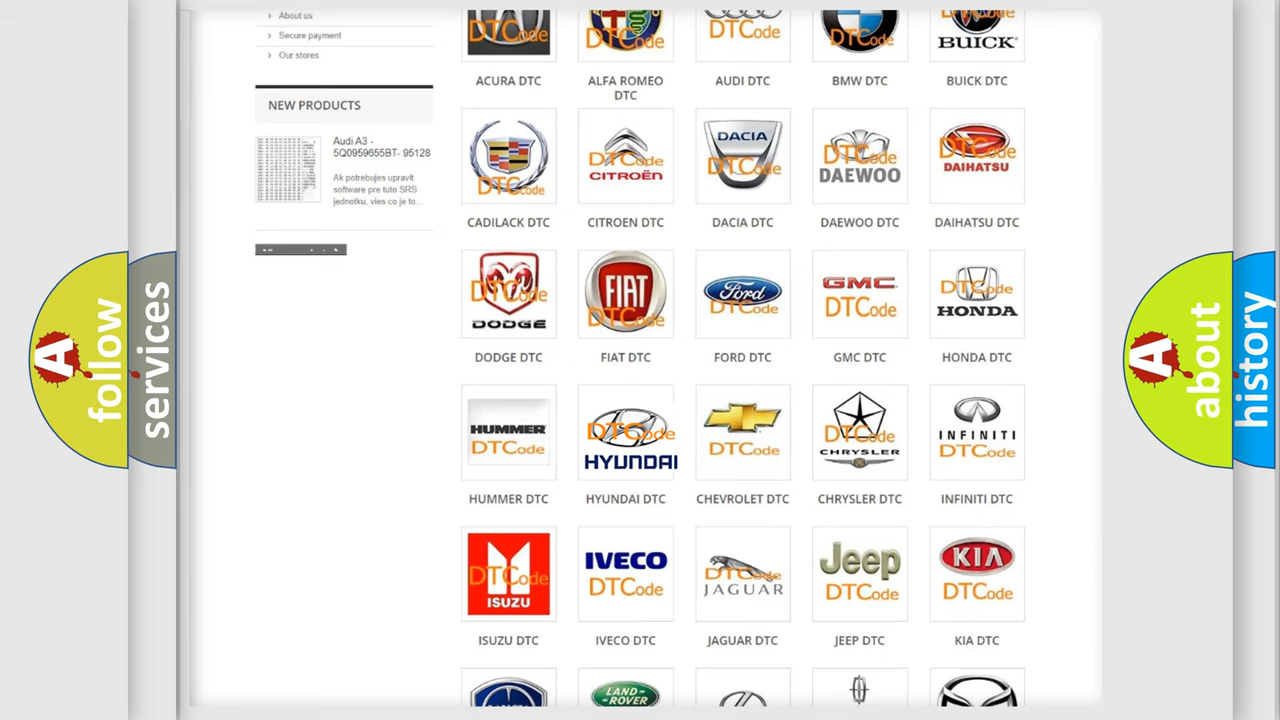 About us
Secure payment
Our stores
NEW PRODUCTS
Audi A3 -
5Q0959655BT- 95128
Ak potrebujes upravit
software pre tuto SRS
jednotku, vies co je to...
DTCode DTCode DTCode DTCode BUICK
ACURA DTC ALFA ROMEO DTC AUDI DTC BMW DTC BUICK DTC
DTCode
DTCode CITROËN
DACIA DTCode
DTCode DAEWOO
DTCode DAIHATSU
CADILACK DTC CITROEN DTC DACIA DTC DAEWOO DTC DAIHATSU DTC
DTCode DODGE
FIAT DTCode
Ford DTCode
GMC DTCode
DTCode HONDA
DODGE DTC FIAT DTC FORD DTC GMC DTC HONDA DTC
HUMMER DTCode
DTCode HYUNDAI
DTCode
DTCode CHRYSLER
INFINITI DTCode
HUMMER DTC HYUNDAI DTC CHEVROLET DTC CHRYSLER DTC INFINITI DTC
DTCode ISUZU
IVECO DTCode
DTCode JAGUAR
Jeep DTCode
KIA DTCode
ISUZU DTC IVECO DTC JAGUAR DTC JEEP DTC KIA DTC
LAND-ROVER
A follow
services
A about
history